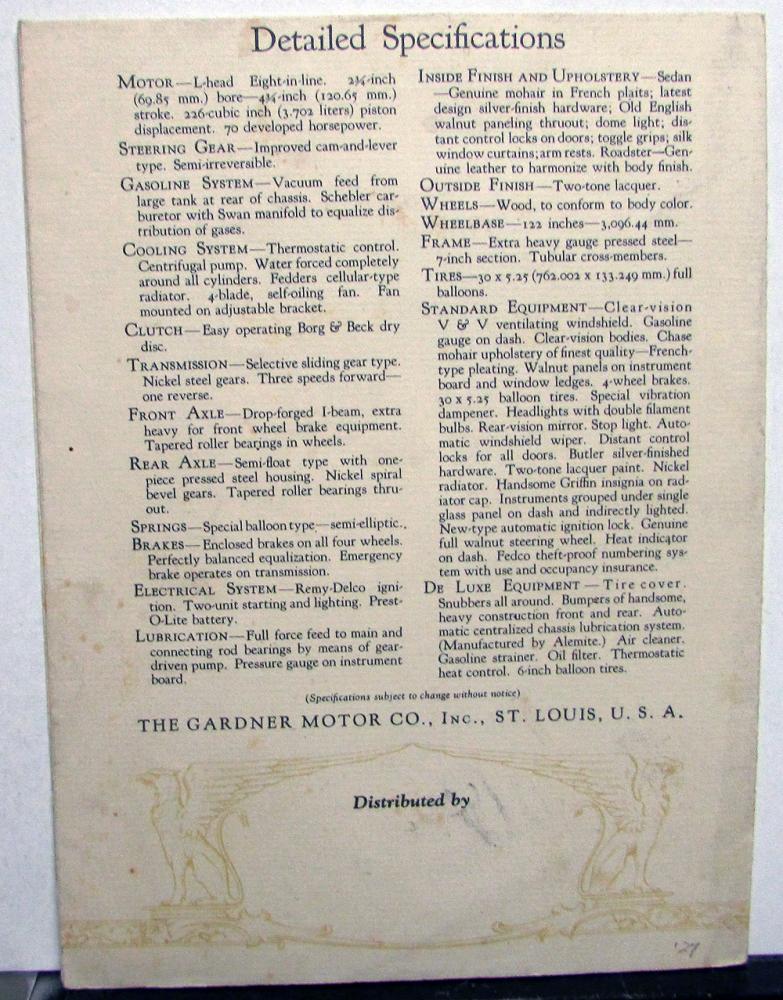 Detailed Specifications
MOTOR—L-head Eight-in-line. 2¾-inch
(69.85 mm.) bore—4¾-inch (120.65 mm.)
stroke. 226-cubic inch (3.702 liters) piston
displacement. 70 developed horsepower.
STEERING GEAR—Improved cam-and-lever
type. Semi-irreversible.
GASOLINE SYSTEM—Vacuum feed from
large tank at rear of chassis. Schebler car-
buretor with Swan manifold to equalize dis-
tribution of gases.
COOLING SYSTEM—Thermostatic control.
Centrifugal pump. Water forced completely
around all cylinders. Fedders cellular-type
radiator. 4-blade, self-oiling fan. Fan
mounted on adjustable bracket.
CLUTCH—Easy operating Borg & Beck dry
disc.
TRANSMISSION—Selective sliding gear type.
Nickel steel gears. Three speeds forward—
one reverse.
FRONT AXLE—Drop-forged I-beam, extra
heavy for front wheel brake equipment.
Tapered roller bearings in wheels.
REAR AXLE—Semi-float type with one-
piece pressed steel housing. Nickel spiral
bevel gears. Tapered roller bearings thru-
out.
SPRINGS—Special balloon type—semi-elliptic.
BRAKES—Enclosed brakes on all four wheels.
Perfectly balanced equalization. Emergency
brake operates on transmission.
ELECTRICAL SYSTEM—Remy-Delco igni-
tion. Two-unit starting and lighting. Prest-
O-Lite battery.
LUBRICATION—Full force feed to main and
connecting rod bearings by means of gear-
driven pump. Pressure gauge on instrument
board.
INSIDE FINISH AND UPHOLSTERY—Sedan
—Genuine mohair in French plaits; latest
design silver-finish hardware; Old English
walnut paneling thruout; dome light; dis-
tant control locks on doors; toggle grips; silk
window curtains; arm rests. Roadster—Gen-
uine leather to harmonize with body finish.
OUTSIDE FINISH—Two-tone lacquer.
WHEELS—Wood, to conform to body color.
WHEELBASE—122 inches—3,096.44 mm.
FRAME—Extra heavy gauge pressed steel—
7-inch section. Tubular cross-members.
TIRES—30 x 5.25 (762.002 x 133.249 mm.) full
balloons.
STANDARD EQUIPMENT—Clear-vision
V & V ventilating windshield. Gasoline
gauge on dash. Clear-vision bodies. Chase
mohair upholstery of finest quality—French-
type pleating. Walnut panels on instrument
board and window ledges. 4-wheel brakes.
30 x 5.25 balloon tires. Special vibration
dampener. Headlights with double filament
bulbs. Rear-vision mirror. Stop light. Auto-
matic windshield wiper. Distant control
locks for all doors. Butler silver-finished
hardware. Two-tone lacquer paint. Nickel
radiator. Handsome Griffin insignia on rad-
iator cap. Instruments grouped under single
glass panel on dash and indirectly lighted.
New-type automatic ignition lock. Genuine
full walnut steering wheel. Heat indicator
on dash. Fedco theft-proof numbering sys-
tem with use and occupancy insurance.
DE LUXE EQUIPMENT—Tire cover.
Snubbers all around. Bumpers of handsome,
heavy construction front and rear. Auto-
matic centralized chassis lubrication system.
(Manufactured by Alemite.) Air cleaner.
Gasoline strainer. Oil filter. Thermostatic
heat control. 6-inch balloon tires.
(Specifications subject to change without notice)
THE GARDNER MOTOR CO., INC., ST. LOUIS, U. S. A.
Distributed by
'27